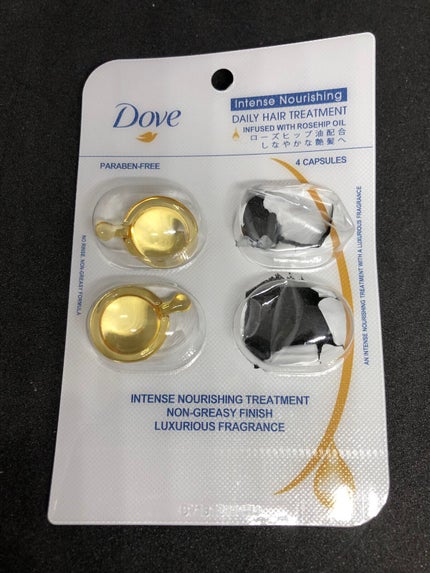 Dove
Intense Nourishing
DAILY HAIR TREATMENT
INFUSED WITH ROSEHIP OIL
ローズヒップ油配合
しなやかな艶髪へ
PARABEN-FREE
4 CAPSULES
NO RINSE, NON-GREASY FORMULA
AN INTENSE NOURISHING TREATMENT WITH A LUXURIOUS FRAGRANCE
INTENSE NOURISHING TREATMENT
NON-GREASY FINISH
LUXURIOUS FRAGRANCE